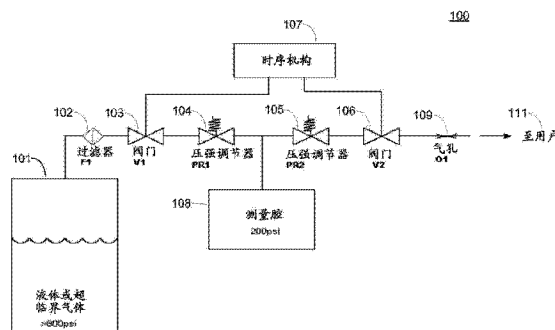 100
107
时序机构
102
103
104
105
106
109
111
过滤器
F1
阀门
V1
压强调节器
PR1
压强调节器
PR2
阀门
V2
气孔
O1
至用户
101
108
测量腔
200psi
液体或超
临界气体
>600psi